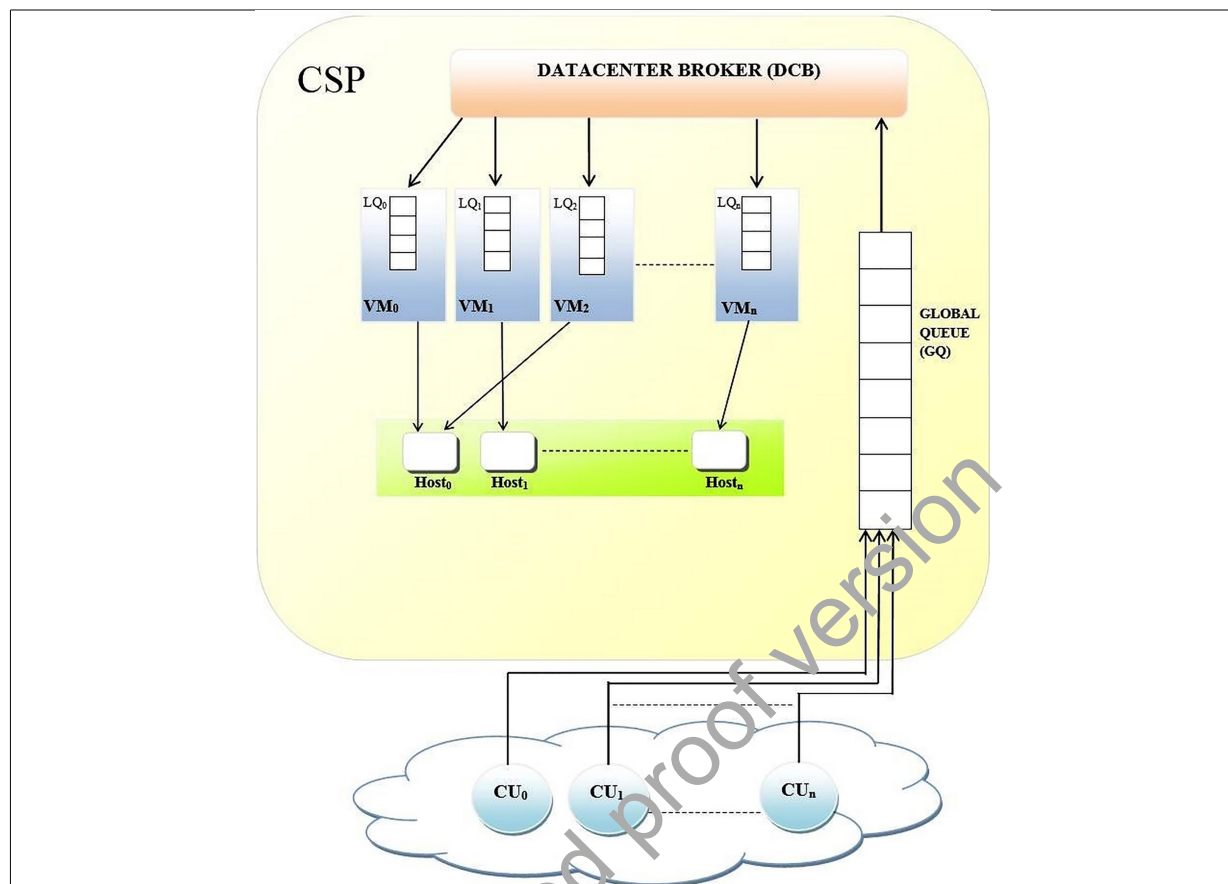 CSP
DATACENTER BROKER (DCB)
LQ₀
LQ₁
LQ₂
LQₙ
VM₀
VM₁
VM₂
VMₙ
GLOBAL
QUEUE
(GQ)
Host₀
Host₁
Hostₙ
CU₀
CU₁
CUₙ
proof version